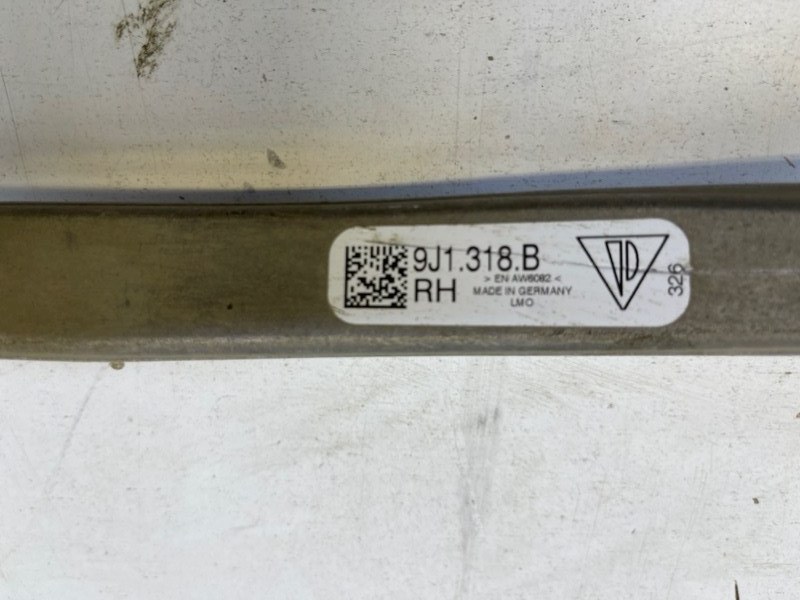 9J1.318.B
> EN AW6082 <
RH
MADE IN GERMANY
LMO
326